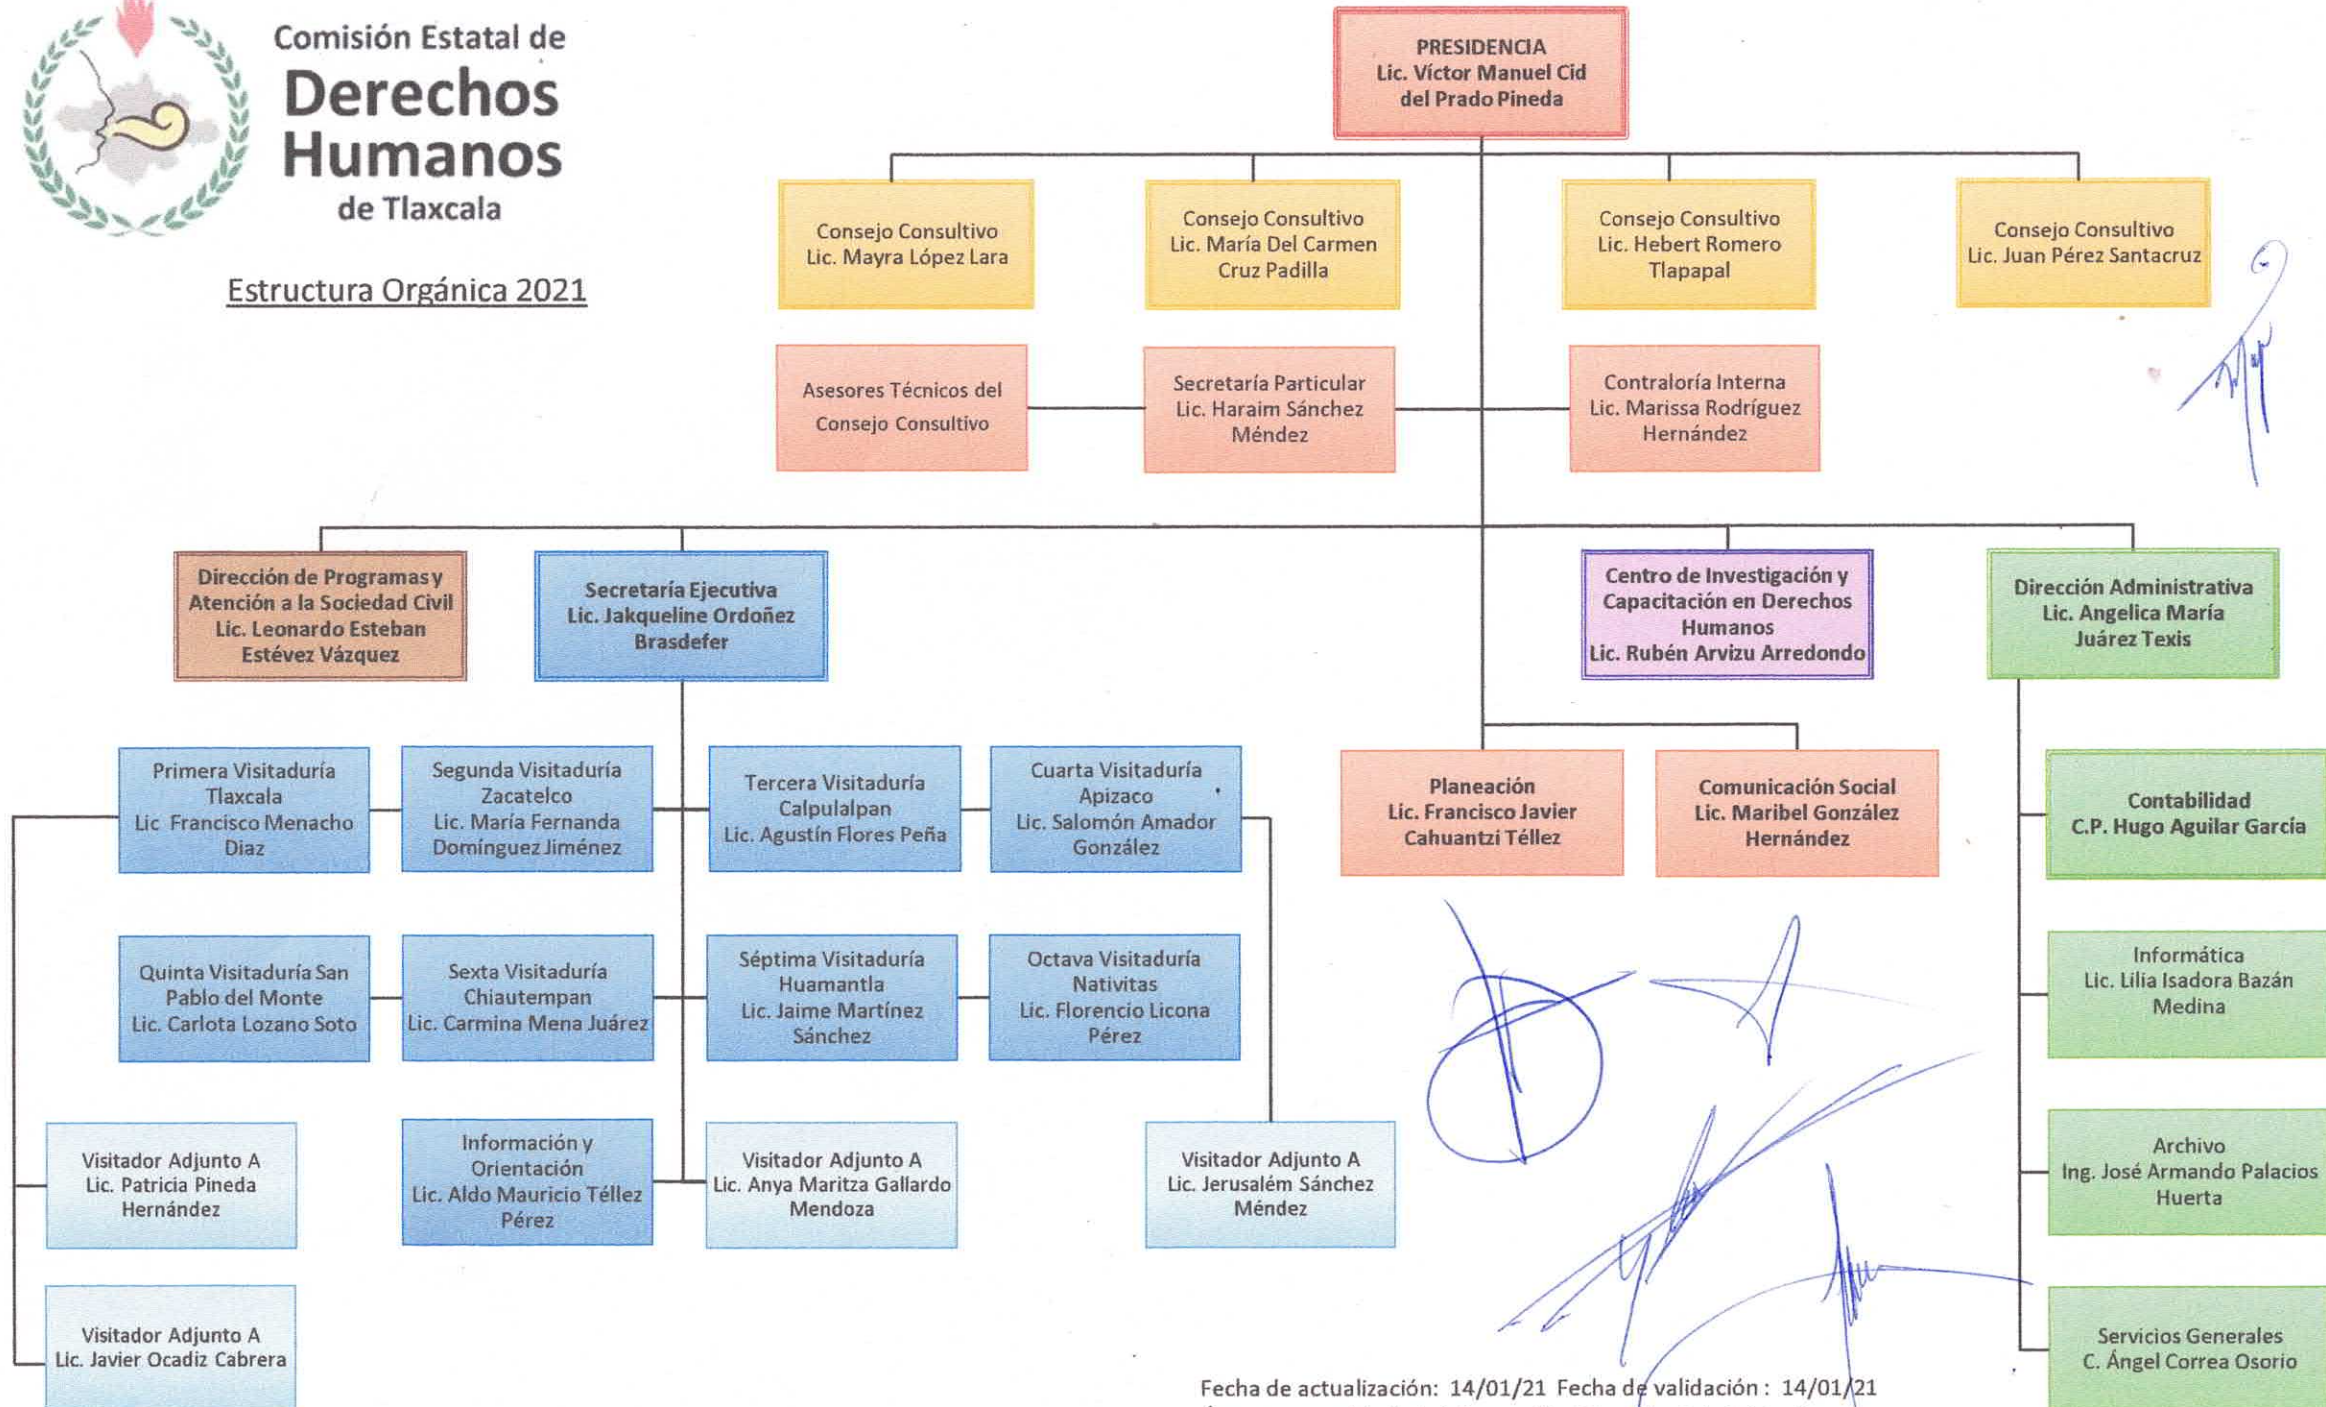 Comisión Estatal de
Derechos
Humanos
de Tlaxcala
Estructura Orgánica 2021
PRESIDENCIA
Lic. Víctor Manuel Cid
del Prado Pineda
Consejo Consultivo
Lic. Mayra López Lara
Consejo Consultivo
Lic. María Del Carmen
Cruz Padilla
Consejo Consultivo
Lic. Hebert Romero
Tlapapal
Consejo Consultivo
Lic. Juan Pérez Santacruz
Asesores Técnicos del
Consejo Consultivo
Secretaría Particular
Lic. Haraim Sánchez
Méndez
Contraloría Interna
Lic. Marissa Rodríguez
Hernández
Dirección de Programas y
Atención a la Sociedad Civil
Lic. Leonardo Esteban
Estévez Vázquez
Secretaría Ejecutiva
Lic. Jakqueline Ordoñez
Brasdefer
Centro de Investigación y
Capacitación en Derechos
Humanos
Lic. Rubén Arvizu Arredondo
Dirección Administrativa
Lic. Angelica María
Juárez Texis
Primera Visitaduría
Tlaxcala
Lic Francisco Menacho
Diaz
Segunda Visitaduría
Zacatelco
Lic. María Fernanda
Domínguez Jiménez
Tercera Visitaduría
Calpulalpan
Lic. Agustín Flores Peña
Cuarta Visitaduría
Apizaco
Lic. Salomón Amador
González
Planeación
Lic. Francisco Javier
Cahuantzi Téllez
Comunicación Social
Lic. Maribel González
Hernández
Contabilidad
C.P. Hugo Aguilar García
Quinta Visitaduría San
Pablo del Monte
Lic. Carlota Lozano Soto
Sexta Visitaduría
Chiautempan
Lic. Carmina Mena Juárez
Séptima Visitaduría
Huamantla
Lic. Jaime Martínez
Sánchez
Octava Visitaduría
Nativitas
Lic. Florencio Licona
Pérez
Informática
Lic. Lilia Isadora Bazán
Medina
Visitador Adjunto A
Lic. Patricia Pineda
Hernández
Información y
Orientación
Lic. Aldo Mauricio Téllez
Pérez
Visitador Adjunto A
Lic. Anya Maritza Gallardo
Mendoza
Visitador Adjunto A
Lic. Jerusalém Sánchez
Méndez
Archivo
Ing. José Armando Palacios
Huerta
Visitador Adjunto A
Lic. Javier Ocadiz Cabrera
Servicios Generales
C. Ángel Correa Osorio
Fecha de actualización: 14/01/21 Fecha de validación : 14/01/21